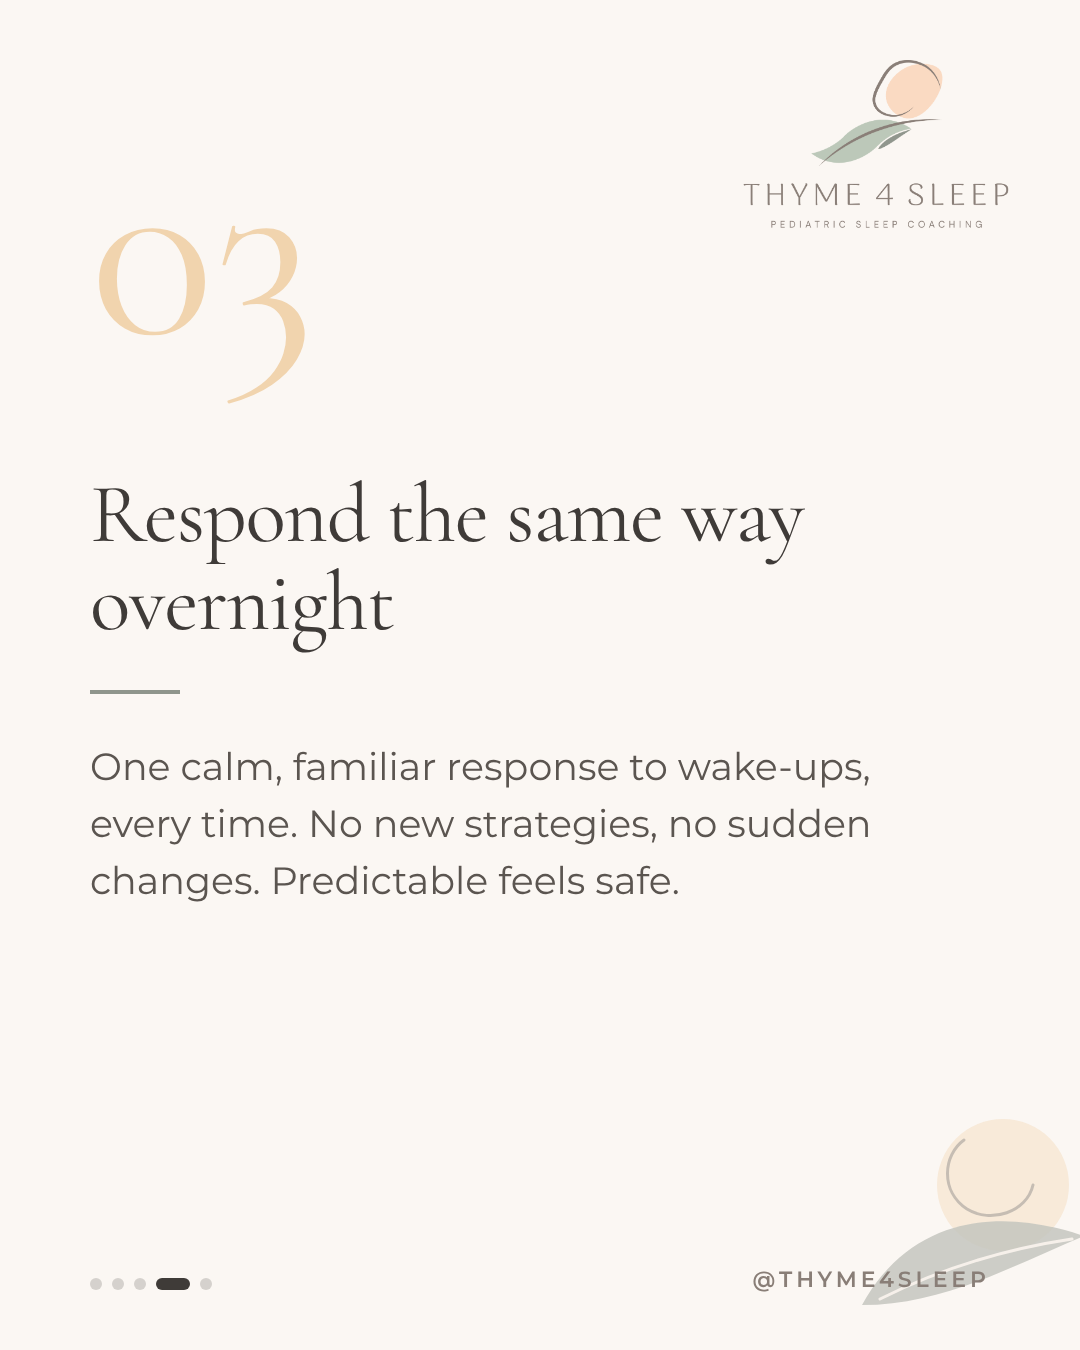 THYME 4 SLEEP
PEDIATRIC SLEEP COACHING
03
Respond the same way
overnight
One calm, familiar response to wake-ups,
every time. No new strategies, no sudden
changes. Predictable feels safe.
@THYME4SLEEP